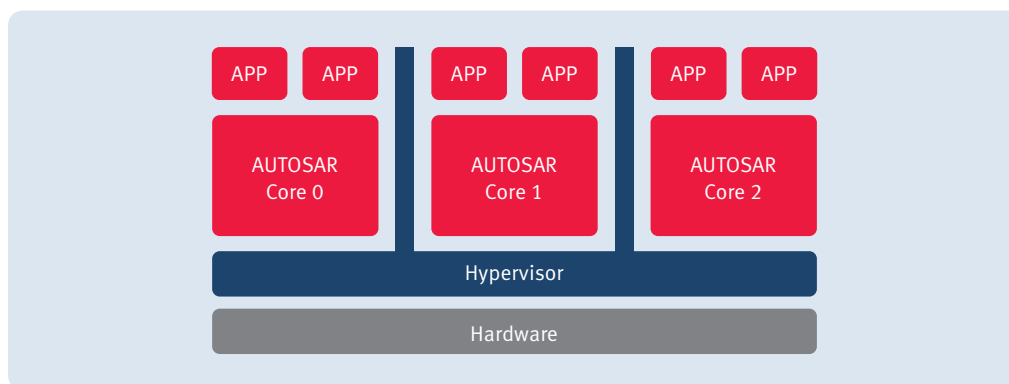 APP APP APP APP APP APP
AUTOSAR AUTOSAR AUTOSAR
Core 0 Core 1 Core 2
Hypervisor
Hardware